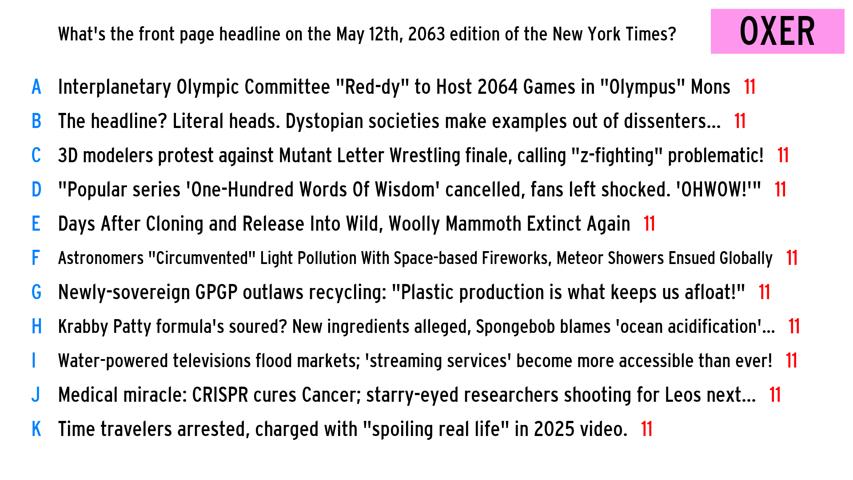 What's the front page headline on the May 12th, 2063 edition of the New York Times?
OXER
A Interplanetary Olympic Committee "Red-dy" to Host 2064 Games in "Olympus" Mons 11
B The headline? Literal heads. Dystopian societies make examples out of dissenters... 11
C 3D modelers protest against Mutant Letter Wrestling finale, calling "z-fighting" problematic! 11
D "Popular series 'One-Hundred Words Of Wisdom' cancelled, fans left shocked. 'OHWOW!'" 11
E Days After Cloning and Release Into Wild, Woolly Mammoth Extinct Again 11
F Astronomers "Circumvented" Light Pollution With Space-based Fireworks, Meteor Showers Ensued Globally 11
G Newly-sovereign GPGP outlaws recycling: "Plastic production is what keeps us afloat!" 11
H Krabby Patty formula's soured? New ingredients alleged, Spongebob blames 'ocean acidification'... 11
I Water-powered televisions flood markets; 'streaming services' become more accessible than ever! 11
J Medical miracle: CRISPR cures Cancer; starry-eyed researchers shooting for Leos next... 11
K Time travelers arrested, charged with "spoiling real life" in 2025 video. 11